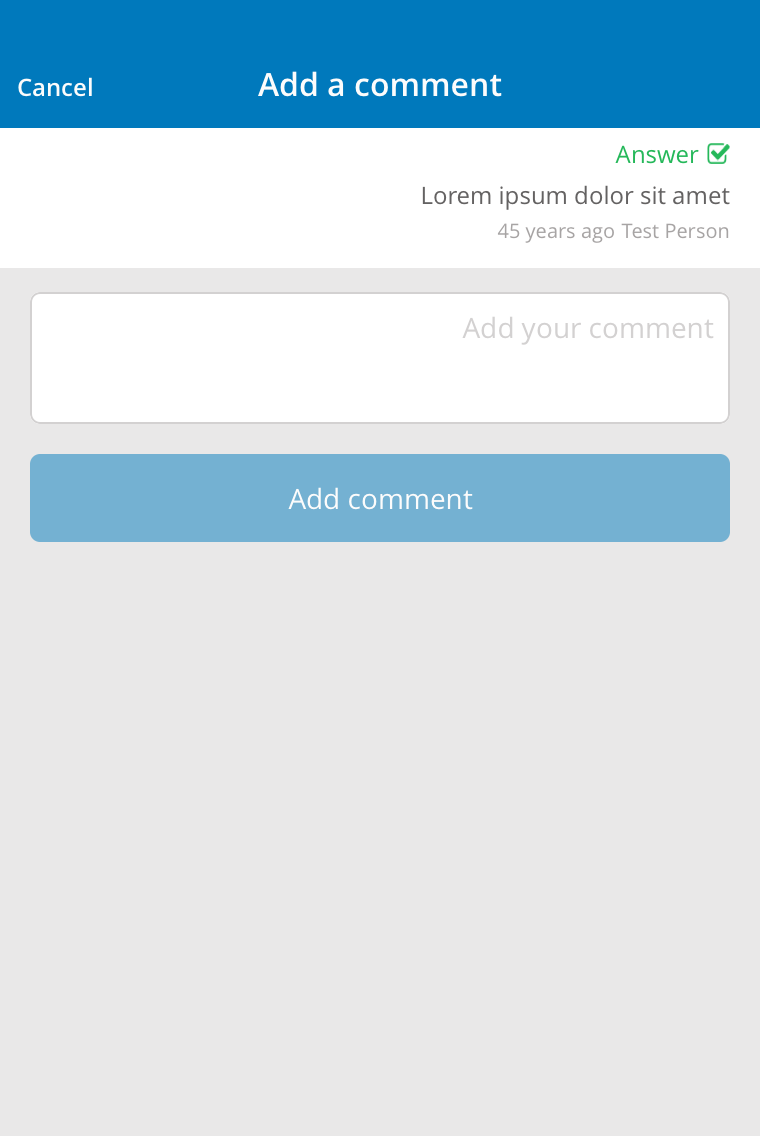 Cancel
Add a comment
Answer
Lorem ipsum dolor sit amet
45 years ago Test Person
Add your comment
Add comment